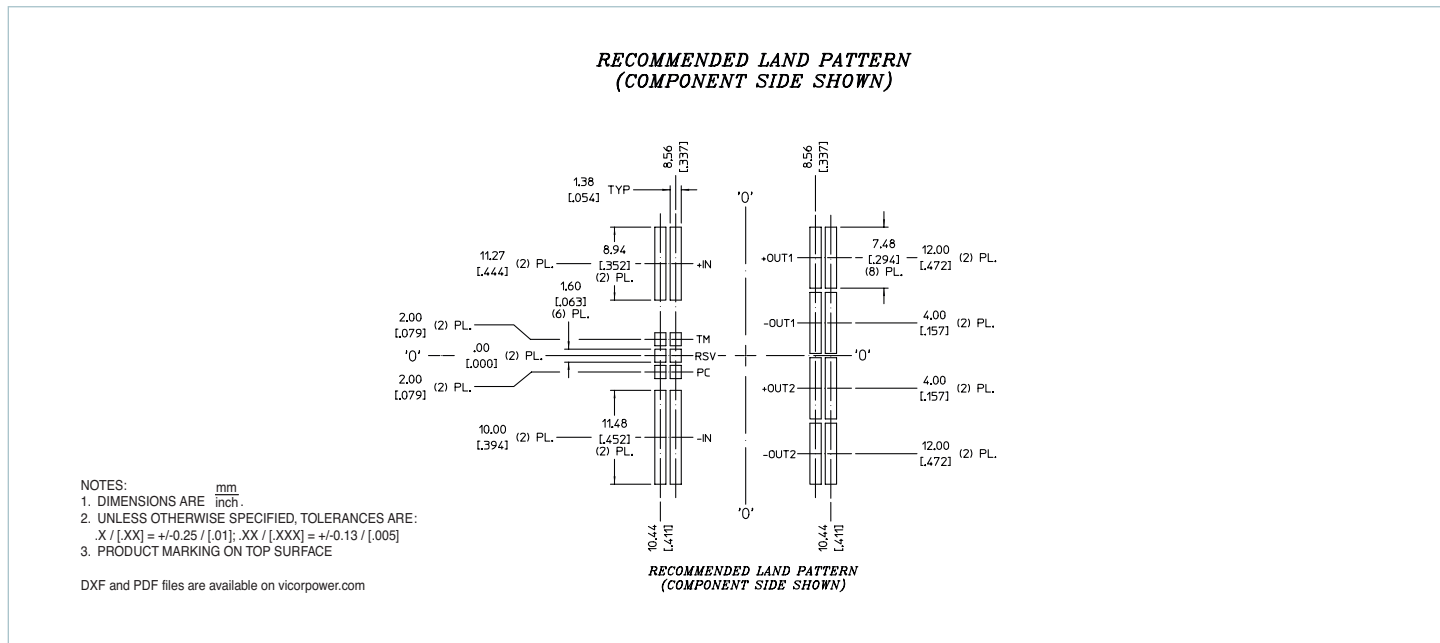 RECOMMENDED LAND PATTERN
(COMPONENT SIDE SHOWN)
8.56
[.337]
8.56
[.337]
1.38
[.054]
TYP
'0'
11.27
[.444]
(2) PL.
8.94
[.352]
(2) PL.
+IN
+OUT1
7.48
[.294]
(8) PL.
12.00
[.472]
(2) PL.
1.60
[.063]
(6) PL.
2.00
[.079]
(2) PL.
TM
-OUT1
4.00
[.157]
(2) PL.
'0'
.00
[.000]
(2) PL.
RSV
'0'
2.00
[.079]
(2) PL.
PC
+OUT2
4.00
[.157]
(2) PL.
10.00
[.394]
(2) PL.
11.48
[.452]
(2) PL.
-IN
-OUT2
12.00
[.472]
(2) PL.
'0'
10.44
[.411]
10.44
[.411]
RECOMMENDED LAND PATTERN
(COMPONENT SIDE SHOWN)
NOTES:
1. DIMENSIONS ARE mm
inch.
2. UNLESS OTHERWISE SPECIFIED, TOLERANCES ARE:
.X / [.XX] = +/-0.25 / [.01]; .XX / [.XXX] = +/-0.13 / [.005]
3. PRODUCT MARKING ON TOP SURFACE
DXF and PDF files are available on vicorpower.com